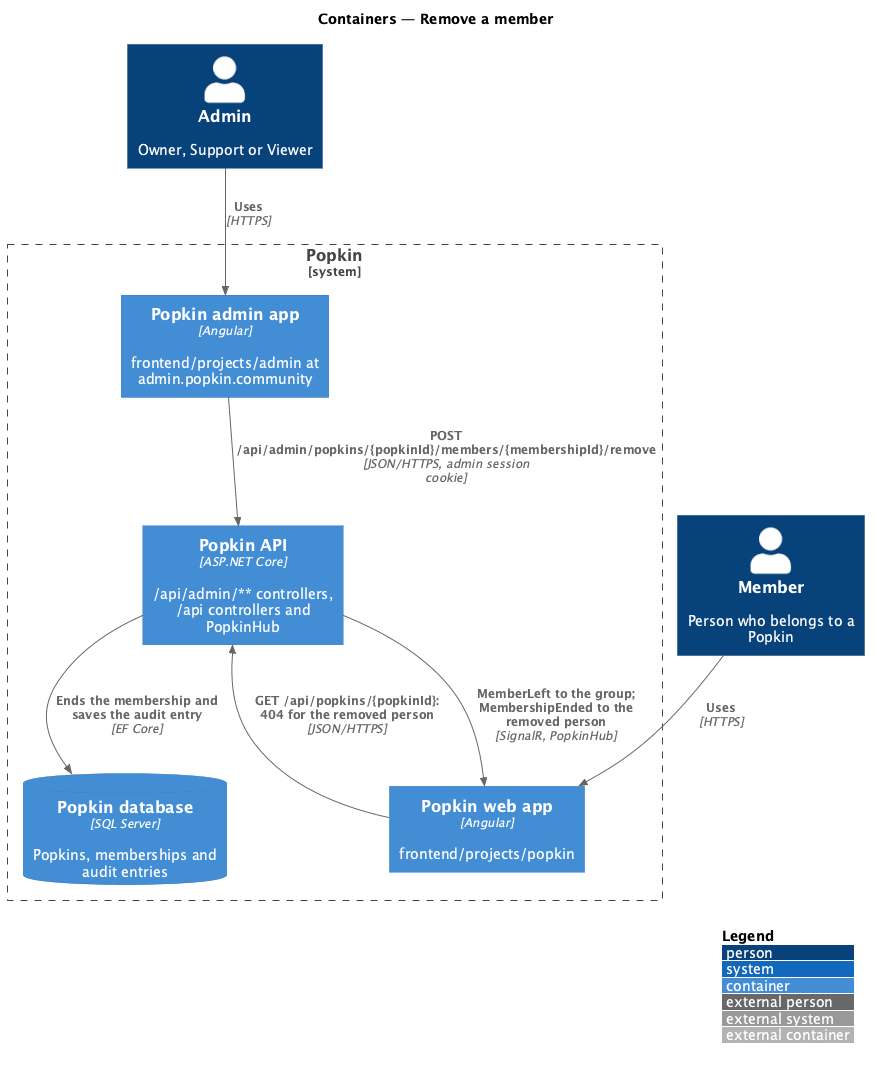 Containers — Remove a member
Admin
Owner, Support or Viewer
Uses
[HTTPS]
Popkin
[system]
Popkin admin app
[Angular]
frontend/projects/admin at
admin.popkin.community
POST
/api/admin/popkins/{popkinId}/members/{membershipId}/remove
[JSON/HTTPS, admin session
cookie]
Popkin API
[ASP.NET Core]
/api/admin/** controllers,
/api controllers and
PopkinHub
Member
Person who belongs to a
Popkin
Ends the membership and
saves the audit entry
[EF Core]
GET /api/popkins/{popkinId}:
404 for the removed person
[JSON/HTTPS]
MemberLeft to the group;
MembershipEnded to the
removed person
[SignalR, PopkinHub]
Uses
[HTTPS]
Popkin database
[SQL Server]
Popkins, memberships and
audit entries
Popkin web app
[Angular]
frontend/projects/popkin
Legend
person
system
container
external person
external system
external container